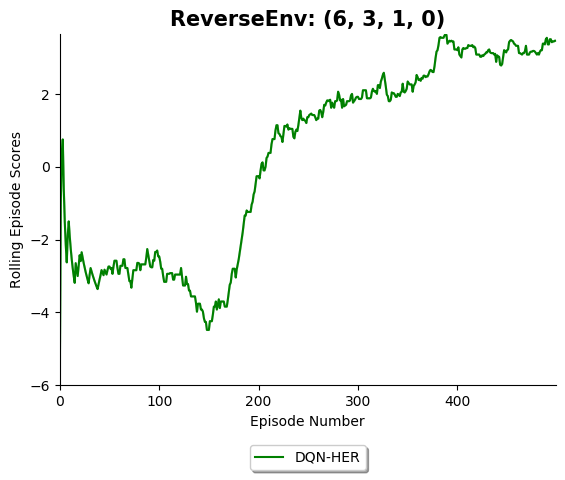 ReverseEnv: (6, 3, 1, 0)
Rolling Episode Scores
2
0
−2
−4
−6
0 100 200 300 400
Episode Number
DQN-HER